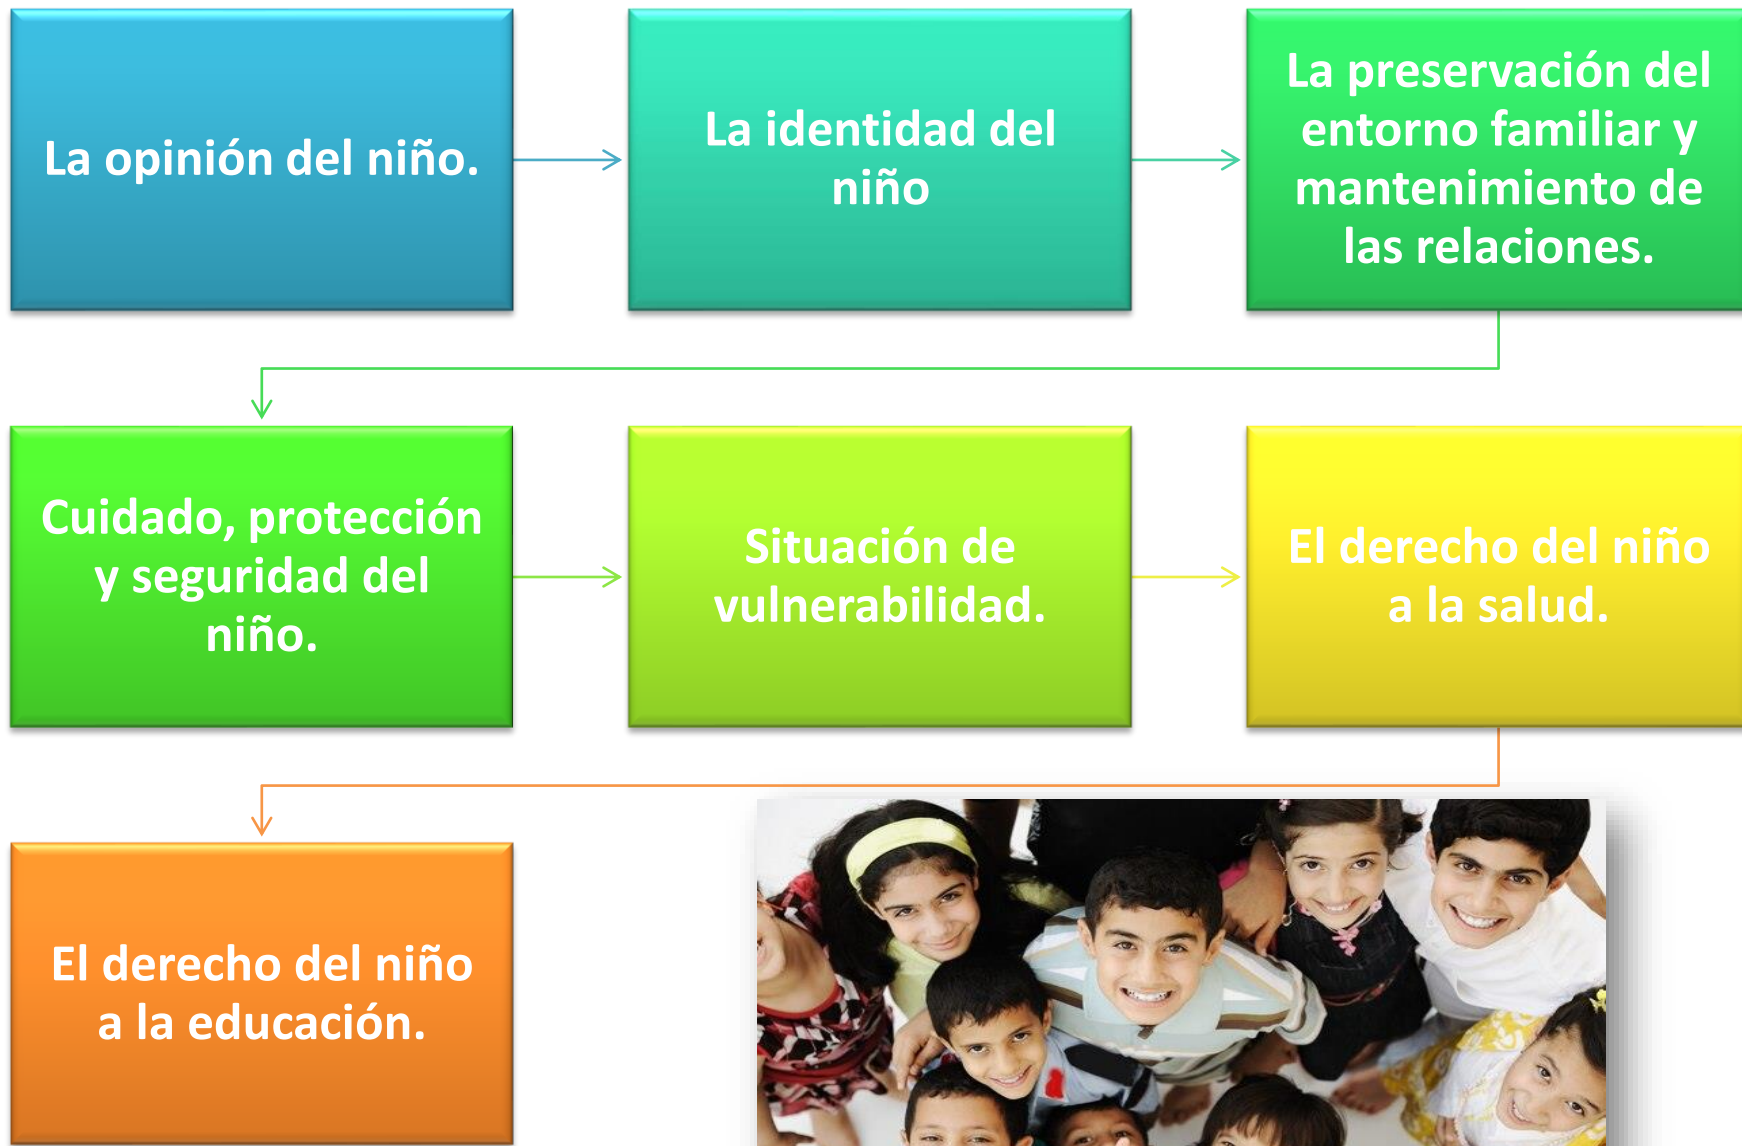 La opinión del niño.
La identidad del
niño
La preservación del
entorno familiar y
mantenimiento de
las relaciones.
Cuidado, protección
y seguridad del
niño.
Situación de
vulnerabilidad.
El derecho del niño
a la salud.
El derecho del niño
a la educación.